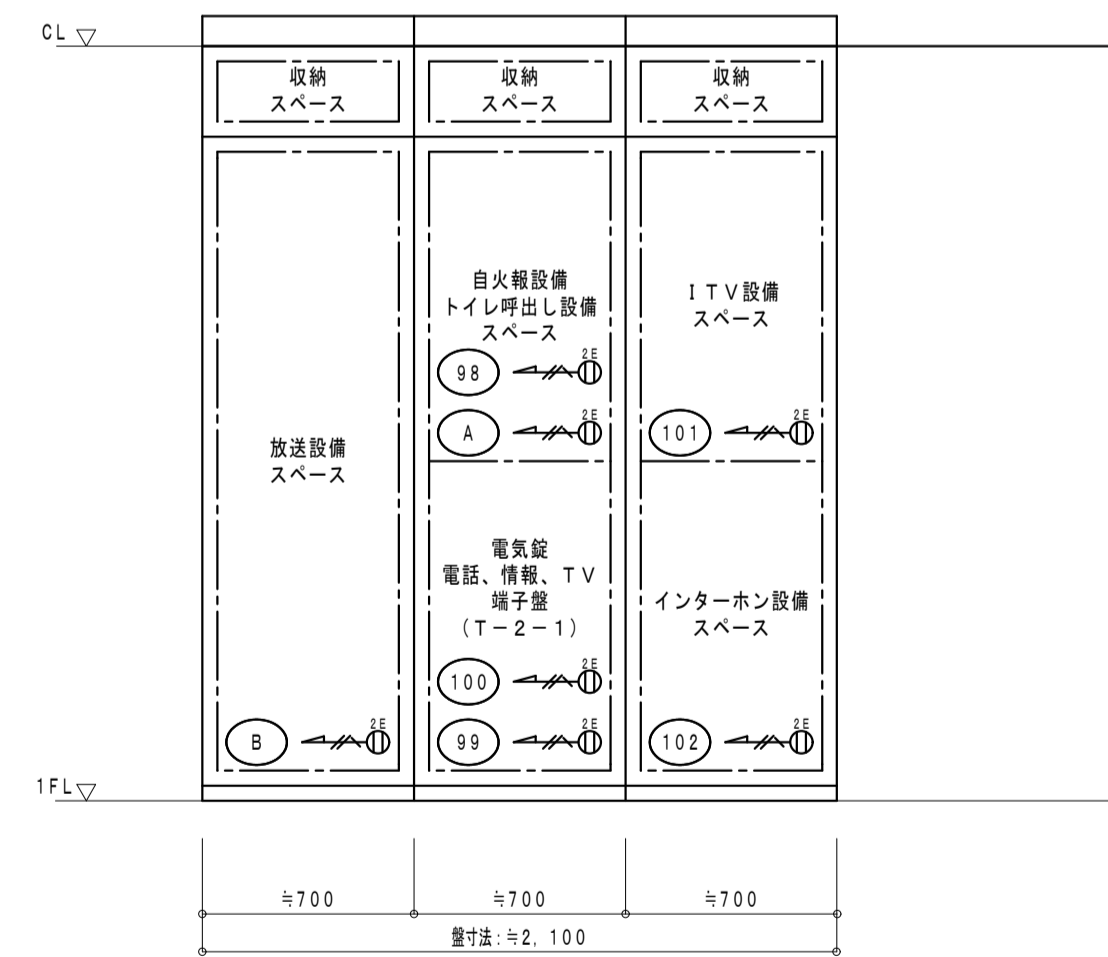 CL
収納
スペース
収納
スペース
収納
スペース
自火報設備
トイレ呼出し設備
スペース
2E
98
2E
A
ITV設備
スペース
2E
101
放送設備
スペース
電気錠
電話、情報、TV
端子盤
(T-2-1)
2E
100
2E
99
インターホン設備
スペース
2E
102
2E
B
1FL
≒700
≒700
≒700
盤寸法:≒2,100